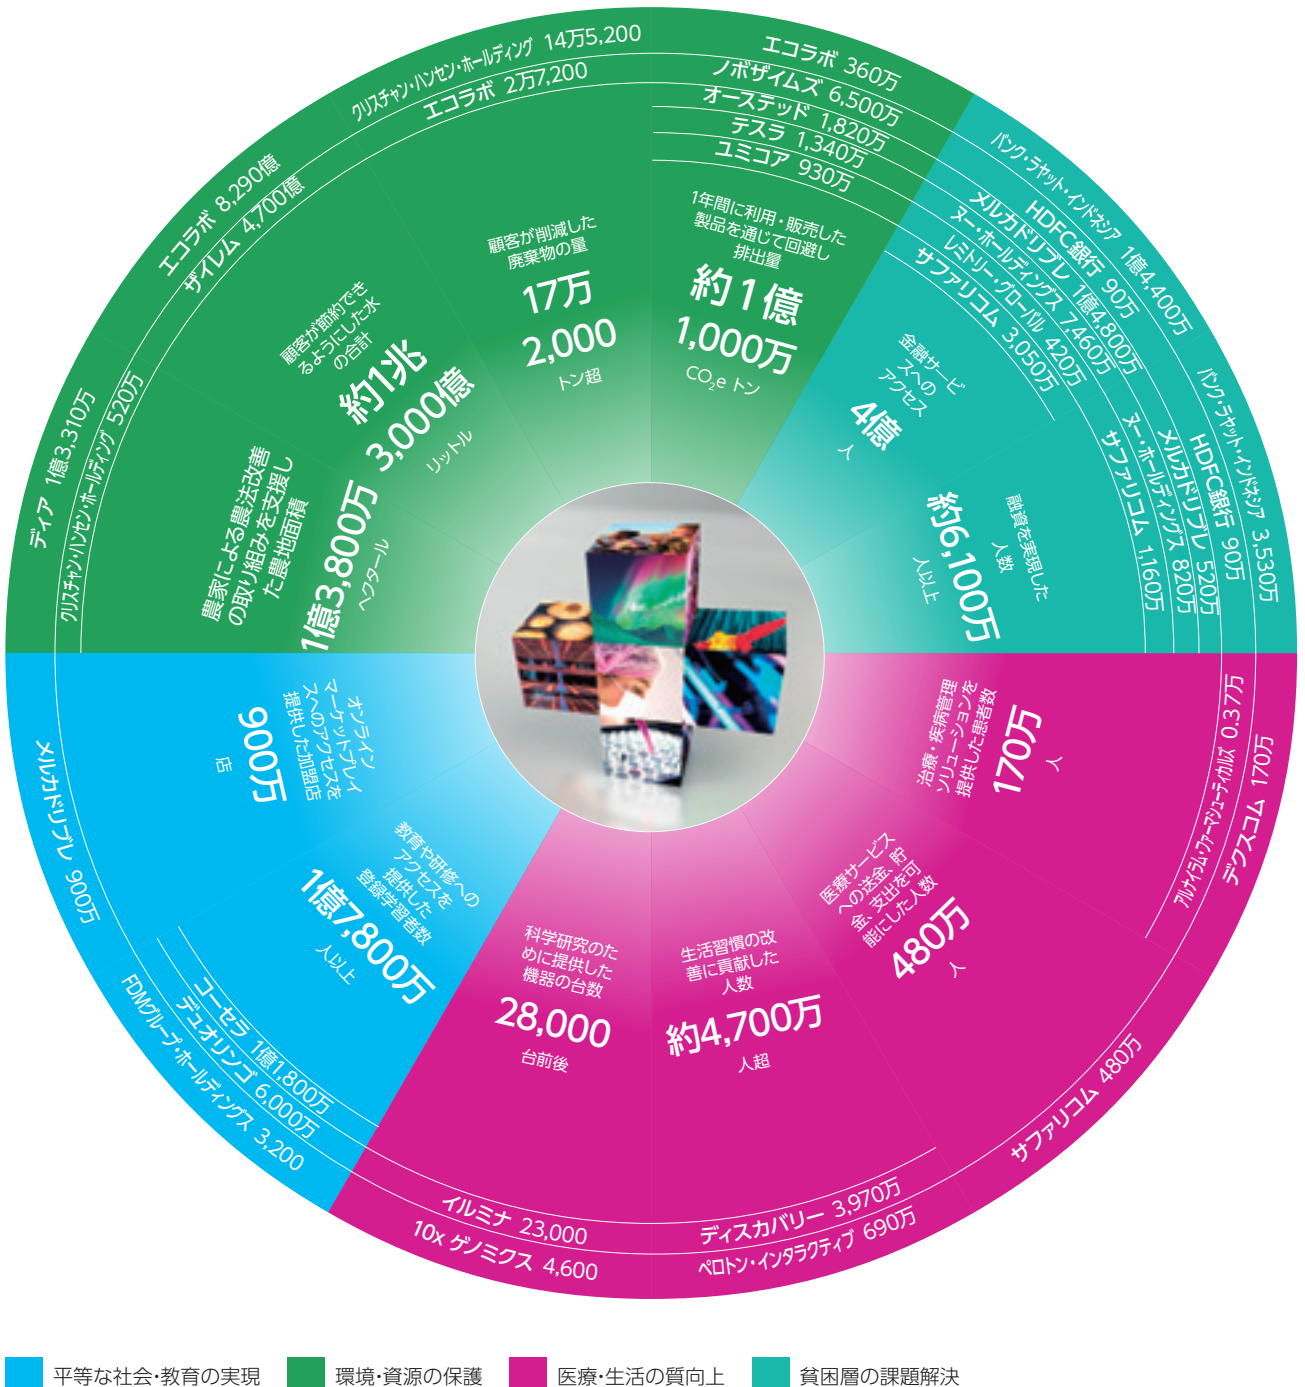 エコラボ 360万
ノボザイムズ 6,500万
オーステッド 1,820万
テスラ 1,340万
ユミコア 930万
1年間に利用・販売した
製品を通じて回避し
排出量
約1億
1,000万
CO₂e トン
バンク・ラヤット・インドネシア 1億4,400万
HDFC銀行 90万
メルカドリブレ 1億4,800万
ヌー・ホールディングス 7,460万
レミトリー・グローバル 420万
サファリコム 3,050万
金融サービ
スへの
アクセス
4億
人
バンク・ラヤット・インドネシア 3,530万
HDFC銀行 90万
メルカドリブレ 520万
ヌー・ホールディングス 820万
サファリコム 1,160万
融資を実現した
人数
約6,100万
人以上
デクスコム 170万
アルナイラム・ファーマシューティカルズ 0.37万
治療・疾病管理
ソリューションを
提供した患者数
170万
人
サファリコム 480万
医療サービス
への送金、貯
金、支出を可
能にした人数
480万
人
ペロトン・インタラクティブ 690万
ディスカバリー 3,970万
生活習慣の改
善に貢献した
人数
約4,700万
人超
10x ゲノミクス 4,600
イルミナ 23,000
科学研究のた
めに提供した
機器の台数
28,000
台前後
FDMグループ・ホールディングス 3,200
デュオリンゴ 6,000万
コーセラ 1億1,800万
教育や研修への
アクセスを
提供した
登録学習者数
1億7,800万
人以上
メルカドリブレ 900万
オンライン
マーケットプレイ
スへのアクセスを
提供した加盟店
900万
店
ディア 1億3,310万
クリスチャン・ハンセン・ホールディング 520万
農家による農法改善
の取り組みを支援し
た農地面積
1億3,800万
ヘクタール
エコラボ 8,290億
ザイレム 4,700億
顧客が節約でき
るようにした水
の合計
約1兆
3,000億
リットル
クリスチャン・ハンセン・ホールディング 14万5,200
エコラボ 2万7,200
顧客が削減した
廃棄物の量
17万
2,000
トン超
平等な社会・教育の実現
環境・資源の保護
医療・生活の質向上
貧困層の課題解決